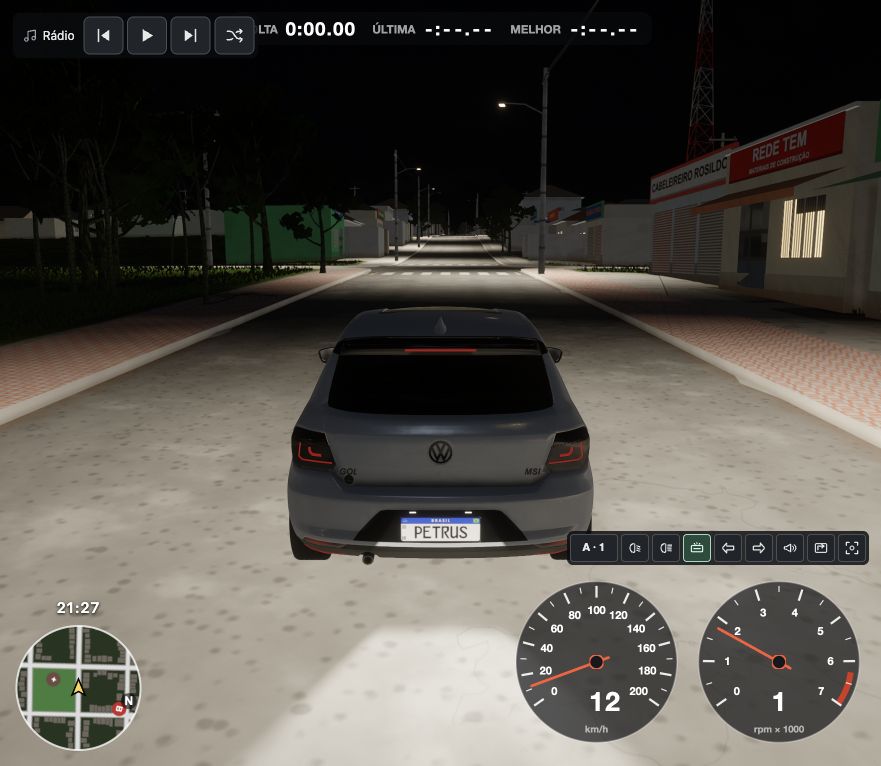 Rádio
LTA 0:00.00 ÚLTIMA -:--.-- MELHOR -:--.--
CABELEIREIRO ROSILDO
REDE TEM
MATERIAIS DE CONSTRUÇÃO
GOL
MSI
BRASIL
PETRUS
A · 1
21:27
N
0
20
40
60
80
100
120
140
160
180
200
12
km/h
0
1
2
3
4
5
6
7
1
rpm x 1000